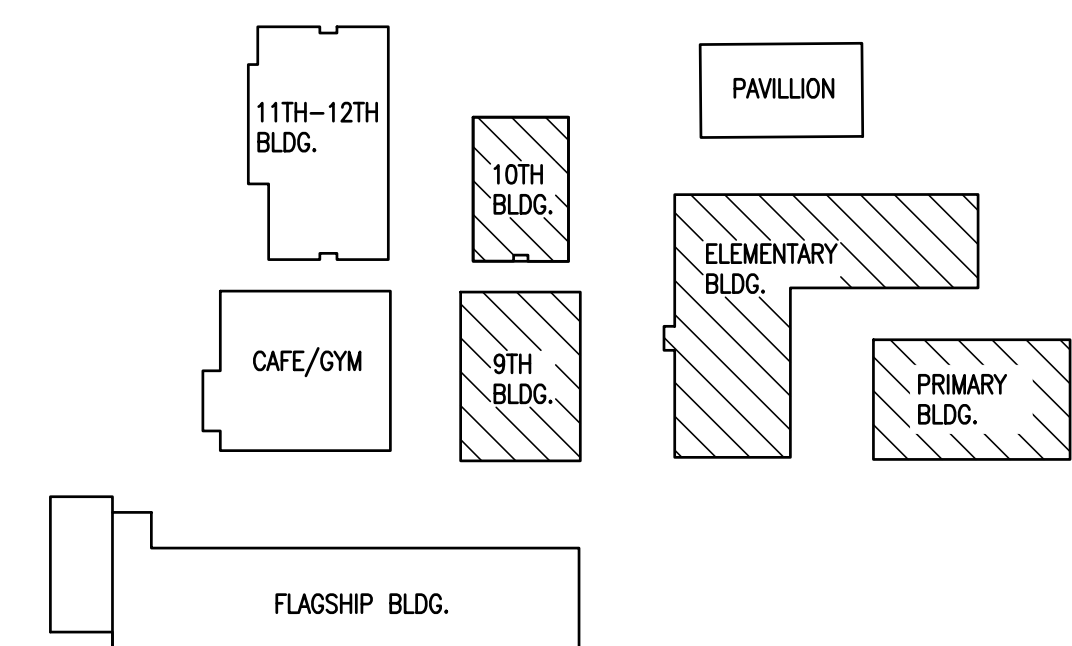 PAVILLION
11TH-12TH
BLDG.
10TH
BLDG.
ELEMENTARY
BLDG.
CAFE/GYM
9TH
BLDG.
PRIMARY
BLDG.
FLAGSHIP BLDG.